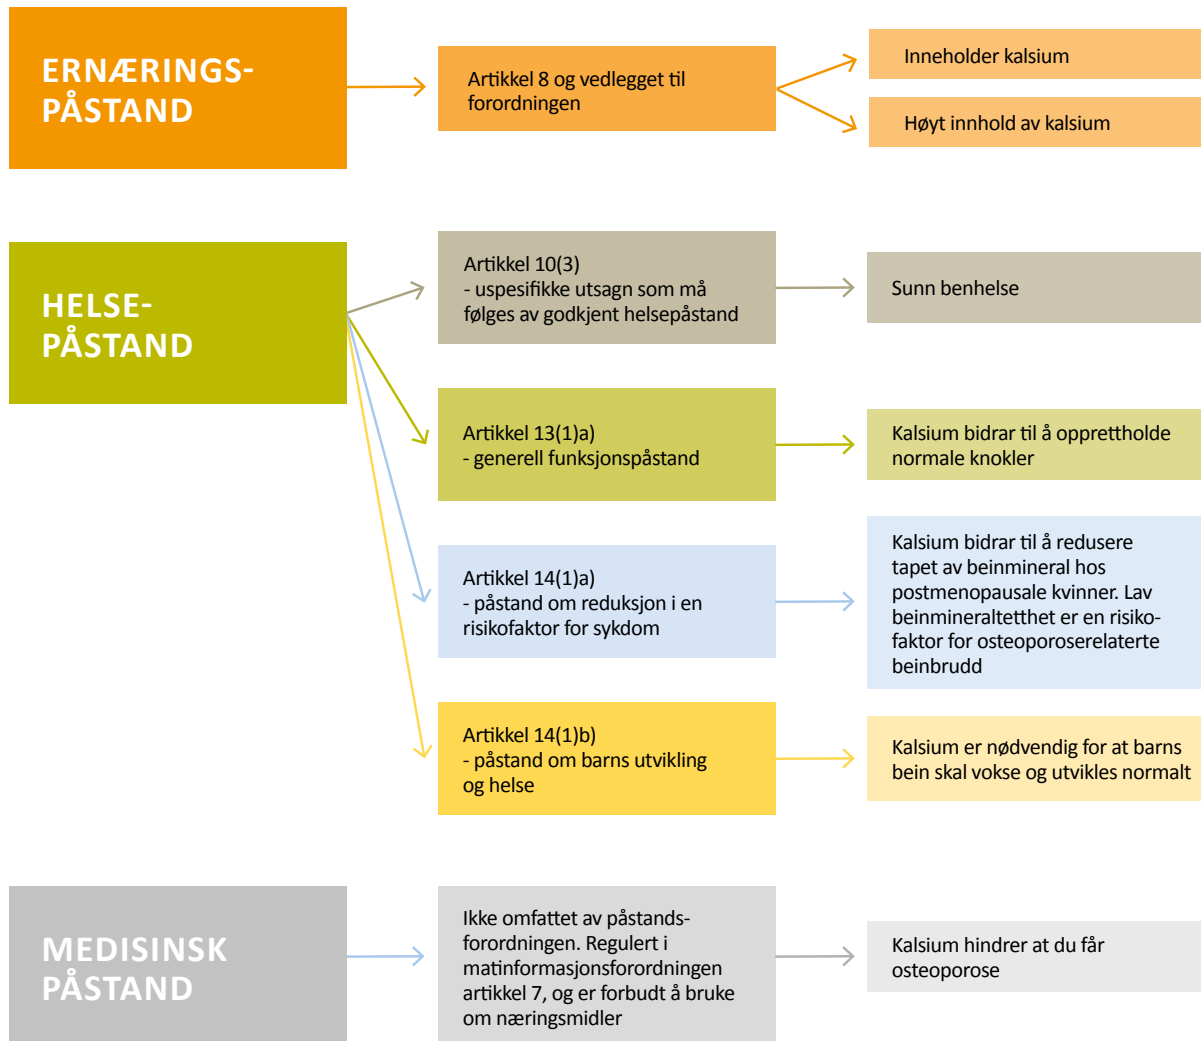 ERNÆRINGS-
PÅSTAND
Artikkel 8 og vedlegget til
forordningen
Inneholder kalsium
Høyt innhold av kalsium
HELSE-
PÅSTAND
Artikkel 10(3)
- uspesifikke utsagn som må
følges av godkjent helsepåstand
Sunn benhelse
Artikkel 13(1)a)
- generell funksjonspåstand
Kalsium bidrar til å opprettholde
normale knokler
Artikkel 14(1)a)
- påstand om reduksjon i en
risikofaktor for sykdom
Kalsium bidrar til å redusere
tapet av beinmineral hos
postmenopausale kvinner. Lav
beinmineraltetthet er en risiko-
faktor for osteoporoserelaterte
beinbrudd
Artikkel 14(1)b)
- påstand om barns utvikling
og helse
Kalsium er nødvendig for at barns
bein skal vokse og utvikles normalt
MEDISINSK
PÅSTAND
Ikke omfattet av påstands-
forordningen. Regulert i
matinformasjonsforordningen
artikkel 7, og er forbudt å bruke
om næringsmidler
Kalsium hindrer at du får
osteoporose